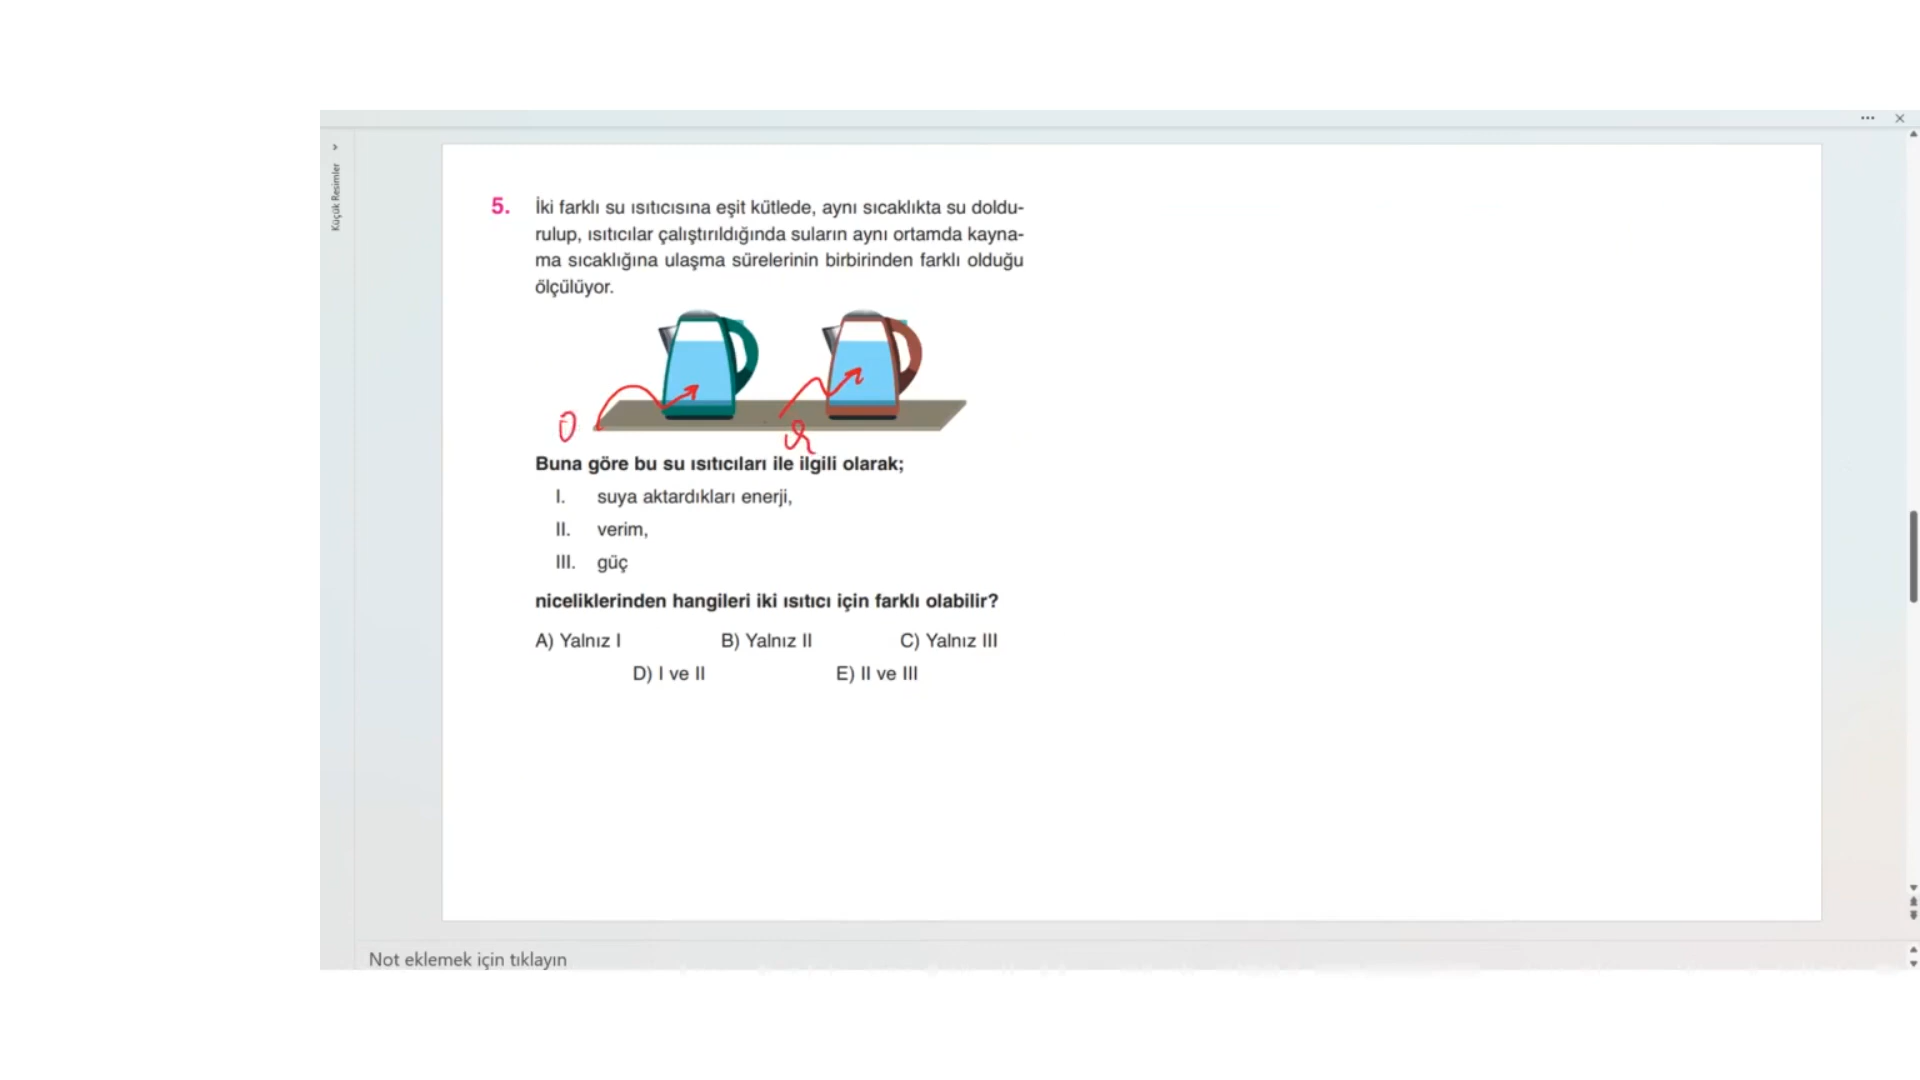 Küçük Resimler
5. İki farklı su ısıtıcısına eşit kütlede, aynı sıcaklıkta su doldu-
rulup, ısıtıcılar çalıştırıldığında suların aynı ortamda kayna-
ma sıcaklığına ulaşma sürelerinin birbirinden farklı olduğu
ölçülüyor.
Buna göre bu su ısıtıcıları ile ilgili olarak;
I. suya aktardıkları enerji,
II. verim,
III. güç
niceliklerinden hangileri iki ısıtıcı için farklı olabilir?
A) Yalnız I B) Yalnız II C) Yalnız III
D) I ve II E) II ve III
Not eklemek için tıklayın